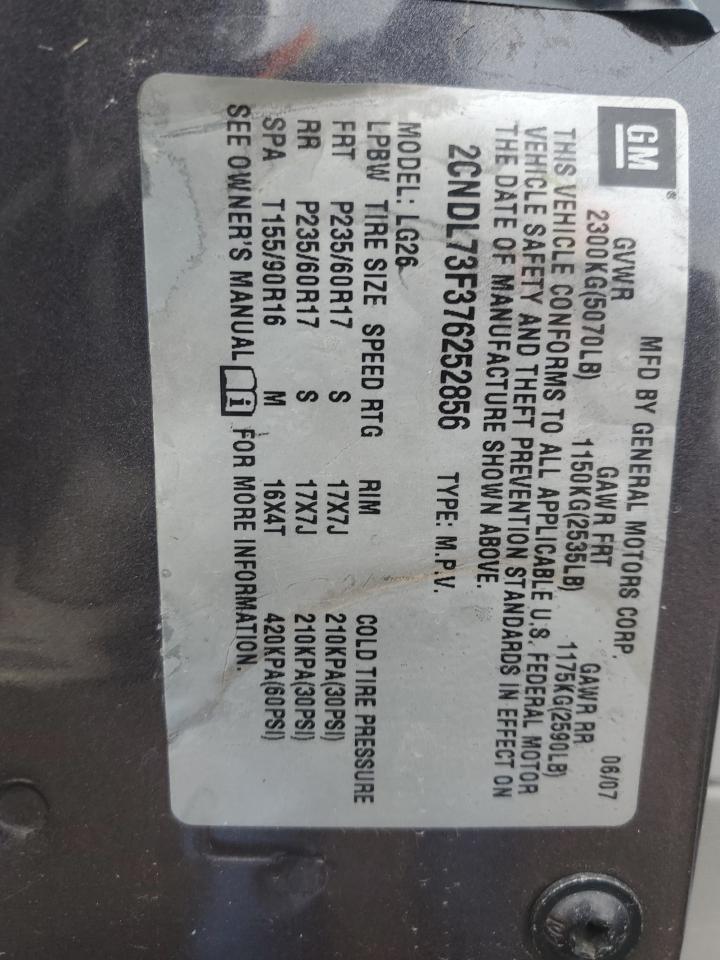 GM®
MFD BY GENERAL MOTORS CORP. 06/07
GVWR GAWR FRT GAWR RR
2300KG(5070LB) 1150KG(2535LB) 1175KG(2590LB)
THIS VEHICLE CONFORMS TO ALL APPLICABLE U.S. FEDERAL MOTOR
VEHICLE SAFETY AND THEFT PREVENTION STANDARDS IN EFFECT ON
THE DATE OF MANUFACTURE SHOWN ABOVE.
2CNDL73F376252856 TYPE: M.P.V.
MODEL: LG26
LPBW TIRE SIZE SPEED RTG RIM COLD TIRE PRESSURE
FRT P235/60R17 S 17X7J 210KPA(30PSI)
RR P235/60R17 S 17X7J 210KPA(30PSI)
SPA T155/90R16 M 16X4T 420KPA(60PSI)
SEE OWNER'S MANUAL i FOR MORE INFORMATION.